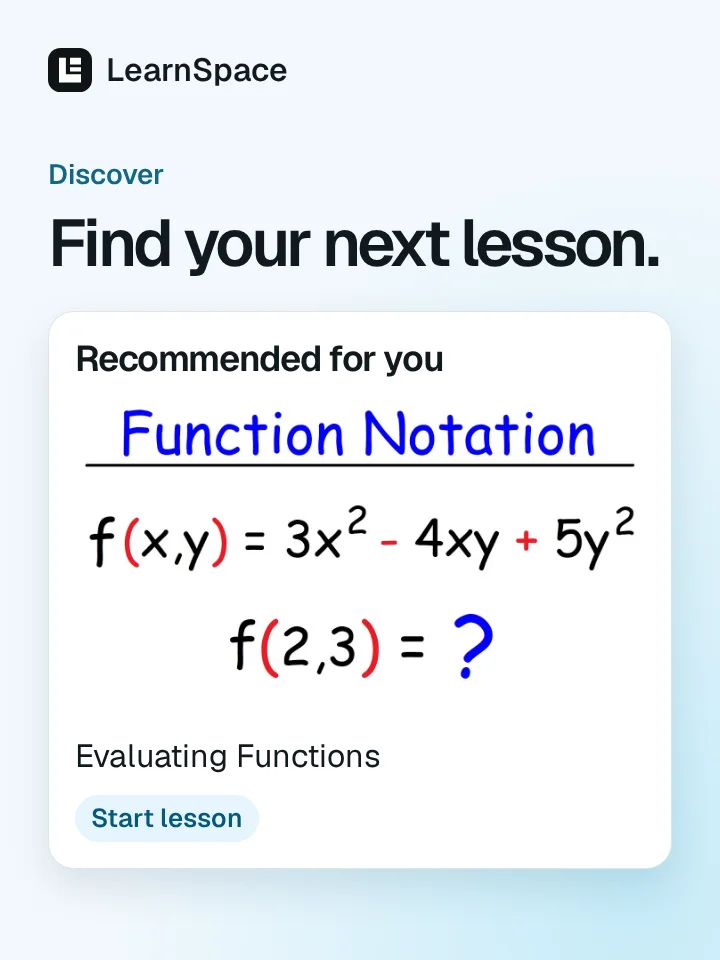 LearnSpace
Discover
Find your next lesson.
Recommended for you
Function Notation
f(x,y) = 3x² - 4xy + 5y²
f(2,3) = ?
Evaluating Functions
Start lesson